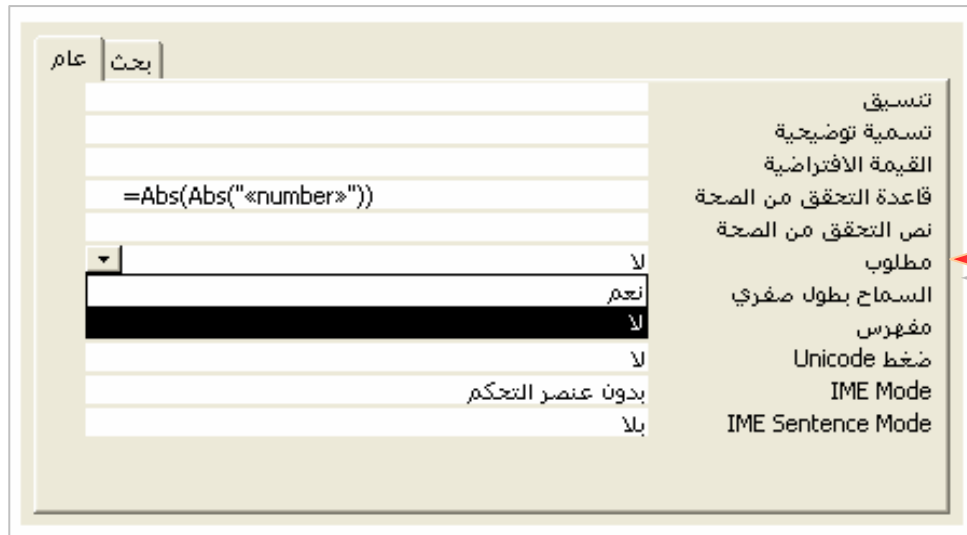 عام بحث
تنسيق
تسمية توضيحية
القيمة الافتراضية
قاعدة التحقق من الصحة =Abs(Abs("«number»"))
نص التحقق من الصحة
مطلوب لا
السماح بطول صفري نعم
مفهرس لا
ضغط Unicode لا
IME Mode بدون عنصر التحكم
IME Sentence Mode بلا